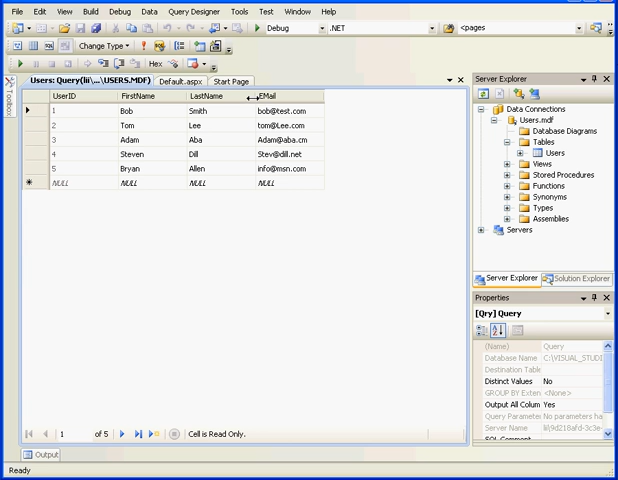 File Edit View Build Debug Data Query Designer Tools Test Window Help
Debug .NET <pages
Change Type
Hex
Toolbox
Users: Query(lii\...\USERS.MDF) Default.aspx Start Page
UserID FirstName LastName EMail
1 Bob Smith bob@test.com
2 Tom Lee tom@Lee.com
3 Adam Aba Adam@aba.cm
4 Steven Dill Stev@dill.net
5 Bryan Allen info@msn.com
NULL NULL NULL NULL
1 of 5 Cell is Read Only.
Server Explorer
Data Connections
Users.mdf
Database Diagrams
Tables
Users
Views
Stored Procedures
Functions
Synonyms
Types
Assemblies
Servers
Server Explorer Solution Explorer
Properties
[Qry] Query
(Name) Query
Database Name C:\VISUAL_STUDI
Destination Table
Distinct Values No
GROUP BY Exten <None>
Output All Colum Yes
Query Parameter No parameters ha
Server Name lii\9d218afd-3c3e-
SQL Comment
Output
Ready